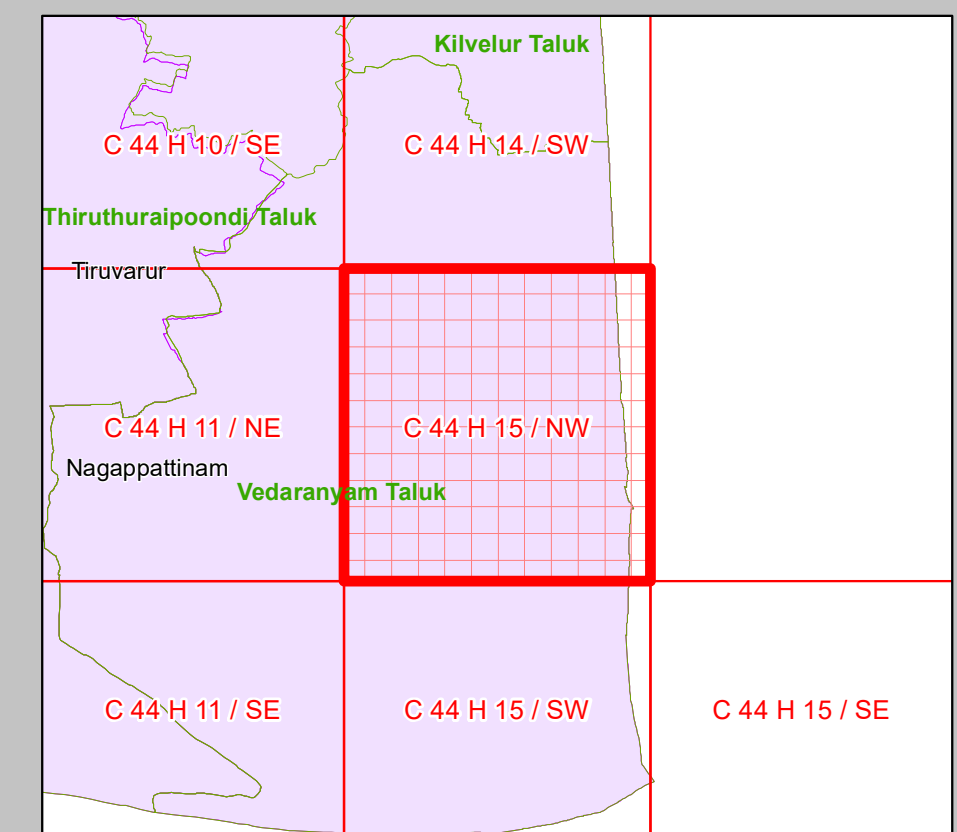 Kilvelur Taluk
C 44 H 10 / SE
C 44 H 14 / SW
Thiruthuraipoondi Taluk
Tiruvarur
C 44 H 11 / NE
C 44 H 15 / NW
Nagappattinam
Vedaranyam Taluk
C 44 H 11 / SE
C 44 H 15 / SW
C 44 H 15 / SE